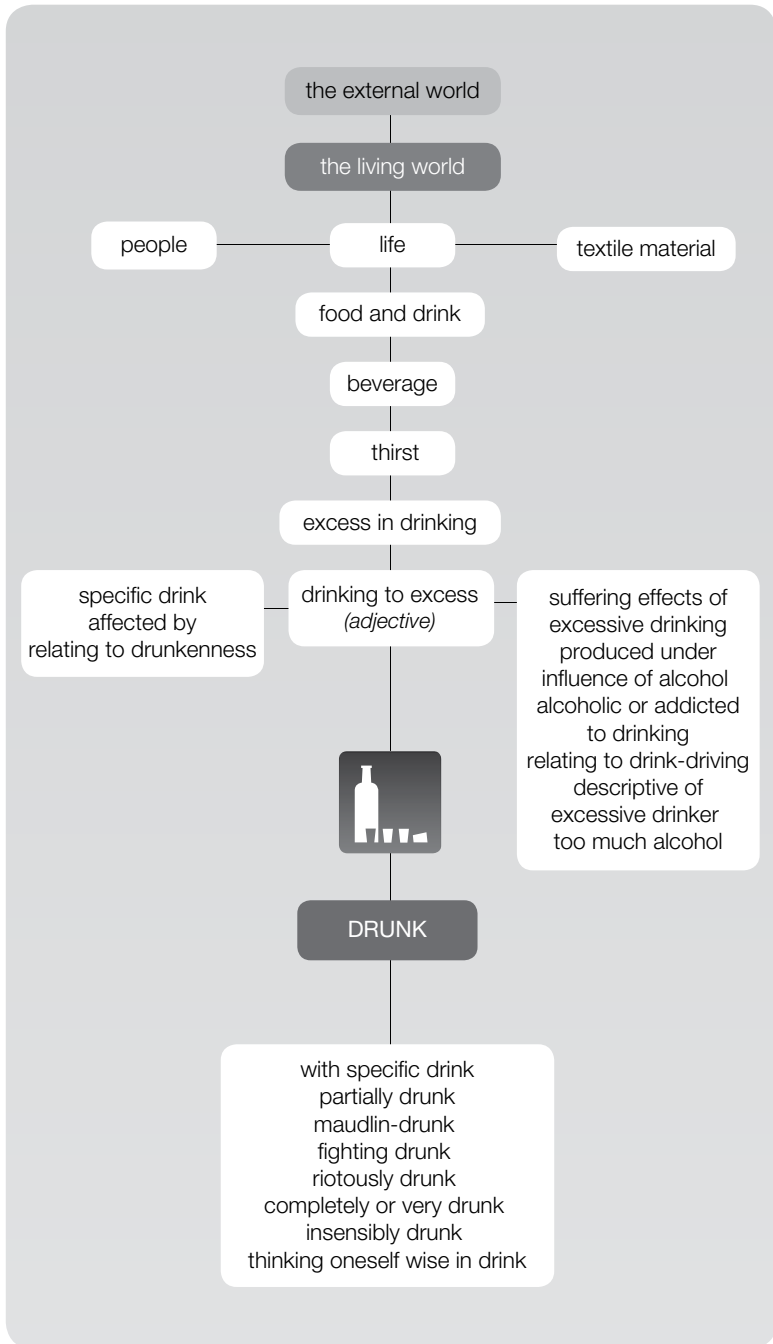 the external world
the living world
people
life
textile material
food and drink
beverage
thirst
excess in drinking
specific drink
affected by
relating to drunkenness
drinking to excess
(adjective)
suffering effects of
excessive drinking
produced under
influence of alcohol
alcoholic or addicted
to drinking
relating to drink-driving
descriptive of
excessive drinker
too much alcohol
DRUNK
with specific drink
partially drunk
maudlin-drunk
fighting drunk
riotously drunk
completely or very drunk
insensibly drunk
thinking oneself wise in drink